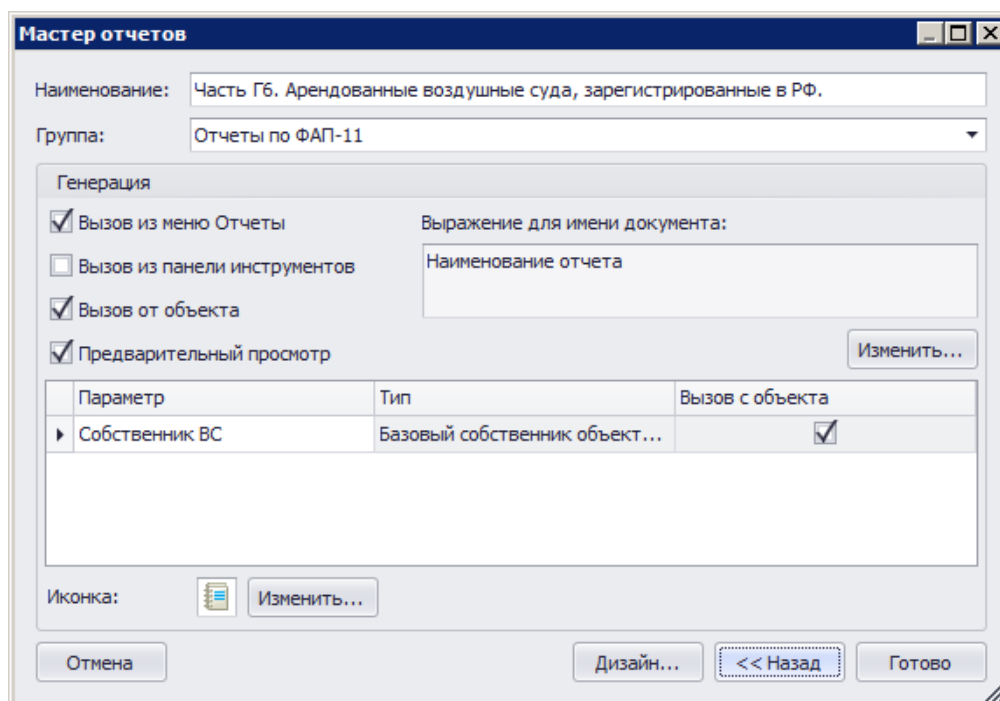 Мастер отчетов
Наименование: Часть Г6. Арендованные воздушные суда, зарегистрированные в РФ.
Группа: Отчеты по ФАП-11
Генерация
Вызов из меню Отчеты
Выражение для имени документа:
Вызов из панели инструментов
Наименование отчета
Вызов от объекта
Предварительный просмотр
Изменить...
Параметр Тип Вызов с объекта
Собственник ВС Базовый собственник объект...
Иконка: Изменить...
Отмена Дизайн... << Назад Готово